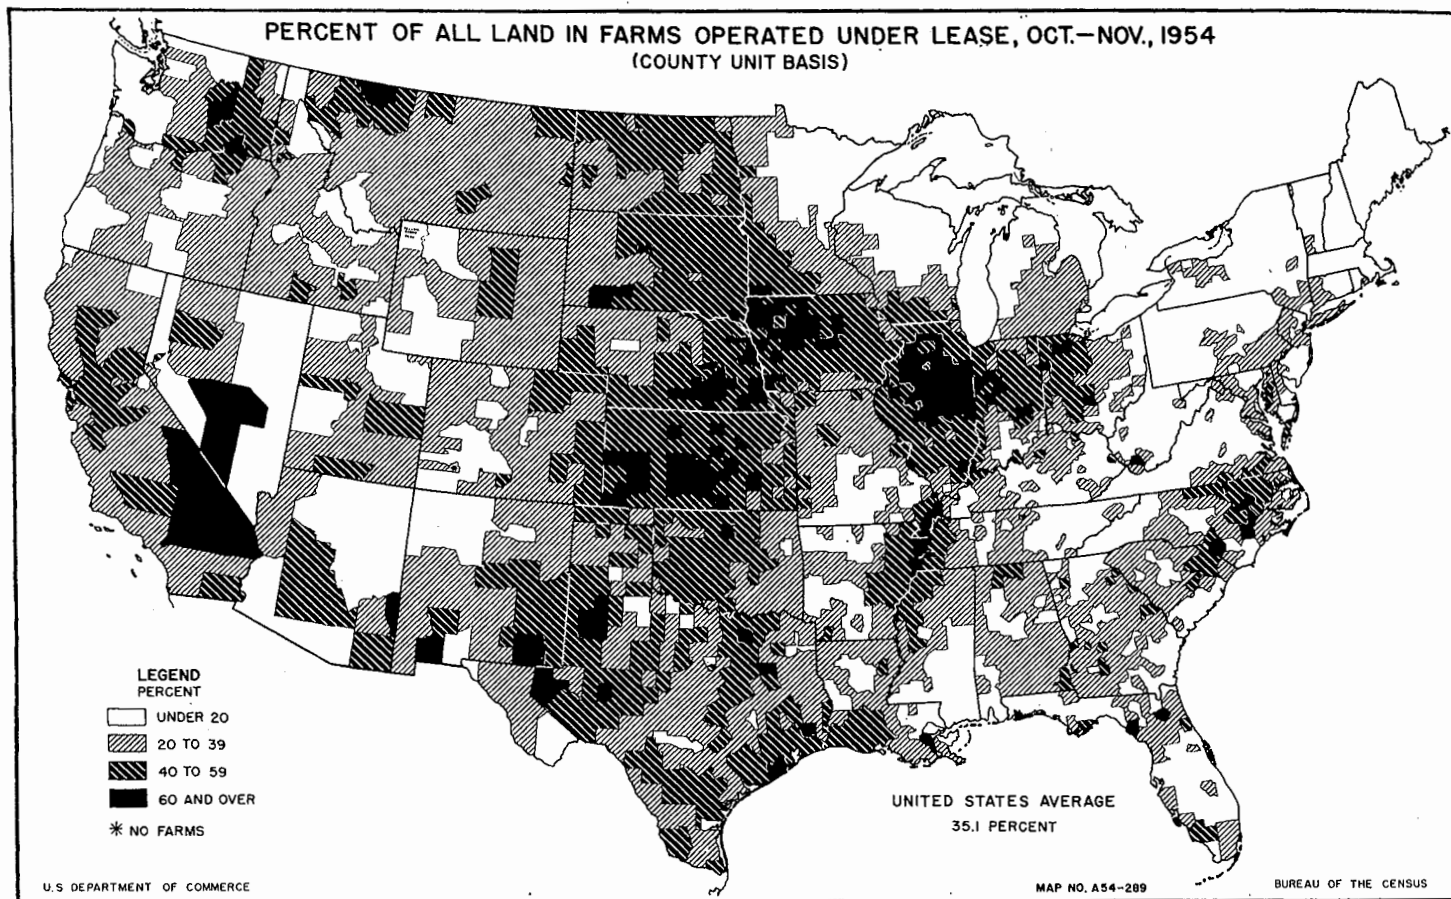 PERCENT OF ALL LAND IN FARMS OPERATED UNDER LEASE, OCT.—NOV., 1954
(COUNTY UNIT BASIS)
LEGEND
PERCENT
UNDER 20
20 TO 39
40 TO 59
60 AND OVER
* NO FARMS
UNITED STATES AVERAGE
35.1 PERCENT
U.S DEPARTMENT OF COMMERCE
MAP NO. A54-289
BUREAU OF THE CENSUS